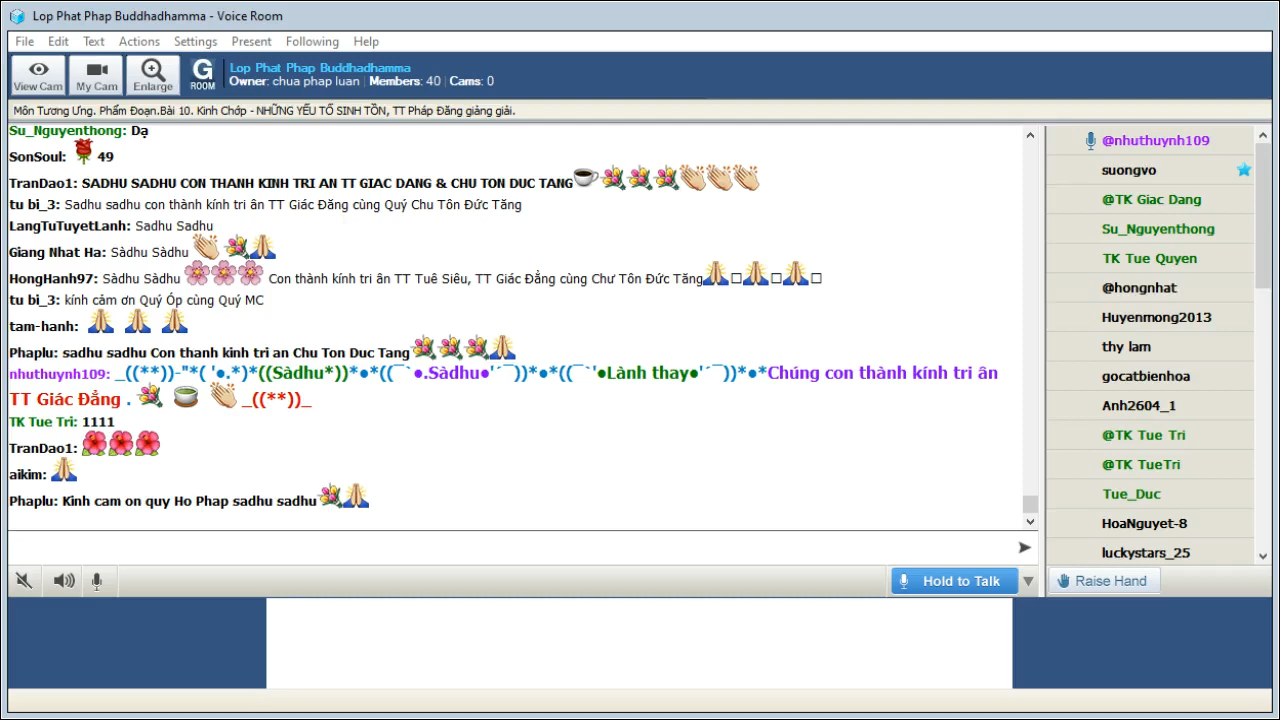 Lop Phat Phap Buddhadhamma - Voice Room
File Edit Text Actions Settings Present Following Help
View Cam My Cam Enlarge G ROOM
Lop Phat Phap Buddhadhamma
Owner: chua phap luan | Members: 40 | Cams: 0
Môn Tương Ưng. Phẩm Đoạn.Bài 10. Kinh Chớp - NHỮNG YẾU TỐ SINH TỒN, TT Pháp Đăng giảng giải.
Su_Nguyenthong: Dạ
SonSoul: 49
TranDao1: SADHU SADHU CON THANH KINH TRI AN TT GIAC DANG & CHU TON DUC TANG
tu bi_3: Sadhu sadhu con thành kính tri ân TT Giác Đăng cùng Quý Chu Tôn Đức Tăng
LangTuTuyetLanh: Sadhu Sadhu
Giang Nhat Ha: Sàdhu Sàdhu
HongHanh97: Sàdhu Sàdhu Con thành kính tri ân TT Tuê Siêu, TT Giác Đẳng cùng Chư Tôn Đức Tăng
tu bi_3: kính cảm ơn Quý Óp cùng Quý MC
tam-hanh:
Phaplu: sadhu sadhu Con thanh kinh tri an Chu Ton Duc Tang
nhuthuynh109: _((**))-"*( '●.*)*((Sàdhu*))*●*((¯`●.Sàdhu●'´¯))*●*((¯`'●Lành thay●'´¯))*●*Chúng con thành kính tri ân
TT Giác Đẳng . _((**))_
TK Tue Tri: 1111
TranDao1:
aikim:
Phaplu: Kinh cam on quy Ho Phap sadhu sadhu
@nhuthuynh109
suongvo
@TK Giac Dang
Su_Nguyenthong
TK Tue Quyen
@hongnhat
Huyenmong2013
thy lam
gocatbienhoa
Anh2604_1
@TK Tue Tri
@TK TueTri
Tue_Duc
HoaNguyet-8
luckystars_25
Hold to Talk
Raise Hand